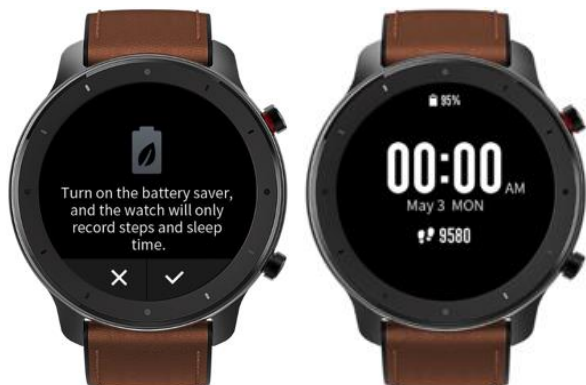 Turn on the battery saver,
and the watch will only
record steps and sleep
time.
95%
00:00 AM
May 3 MON
9580